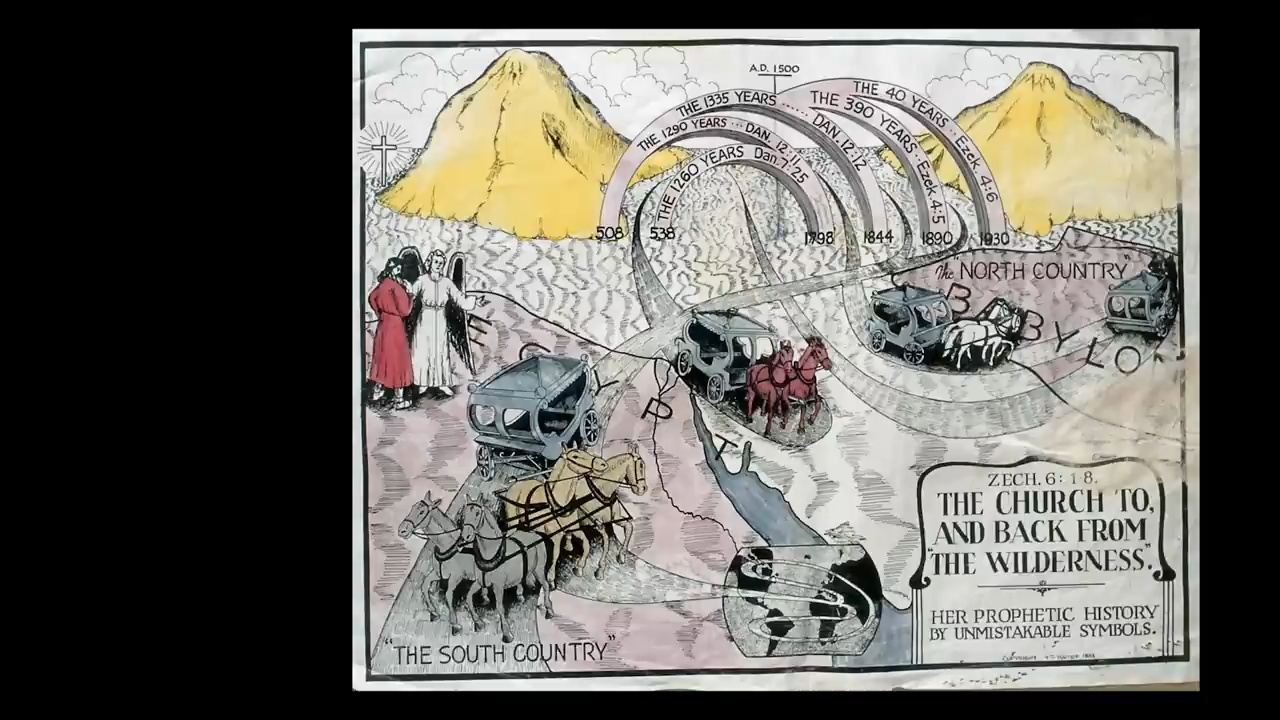 A.D. 1500
THE 40 YEARS ·· Ezek. 4:6
THE 1335 YEARS ...... DAN. 12:12
THE 390 YEARS · Ezek 4:5
THE 1290 YEARS ··· DAN. 12:11
THE 1260 YEARS Dan. 7:25
508 538 1798 1844 1890 1930
the "NORTH COUNTRY"
BABYLON
EGYPT
ZECH. 6:1-8.
THE CHURCH TO,
AND BACK FROM
"THE WILDERNESS".
HER PROPHETIC HISTORY
BY UNMISTAKABLE SYMBOLS.
"THE SOUTH COUNTRY"